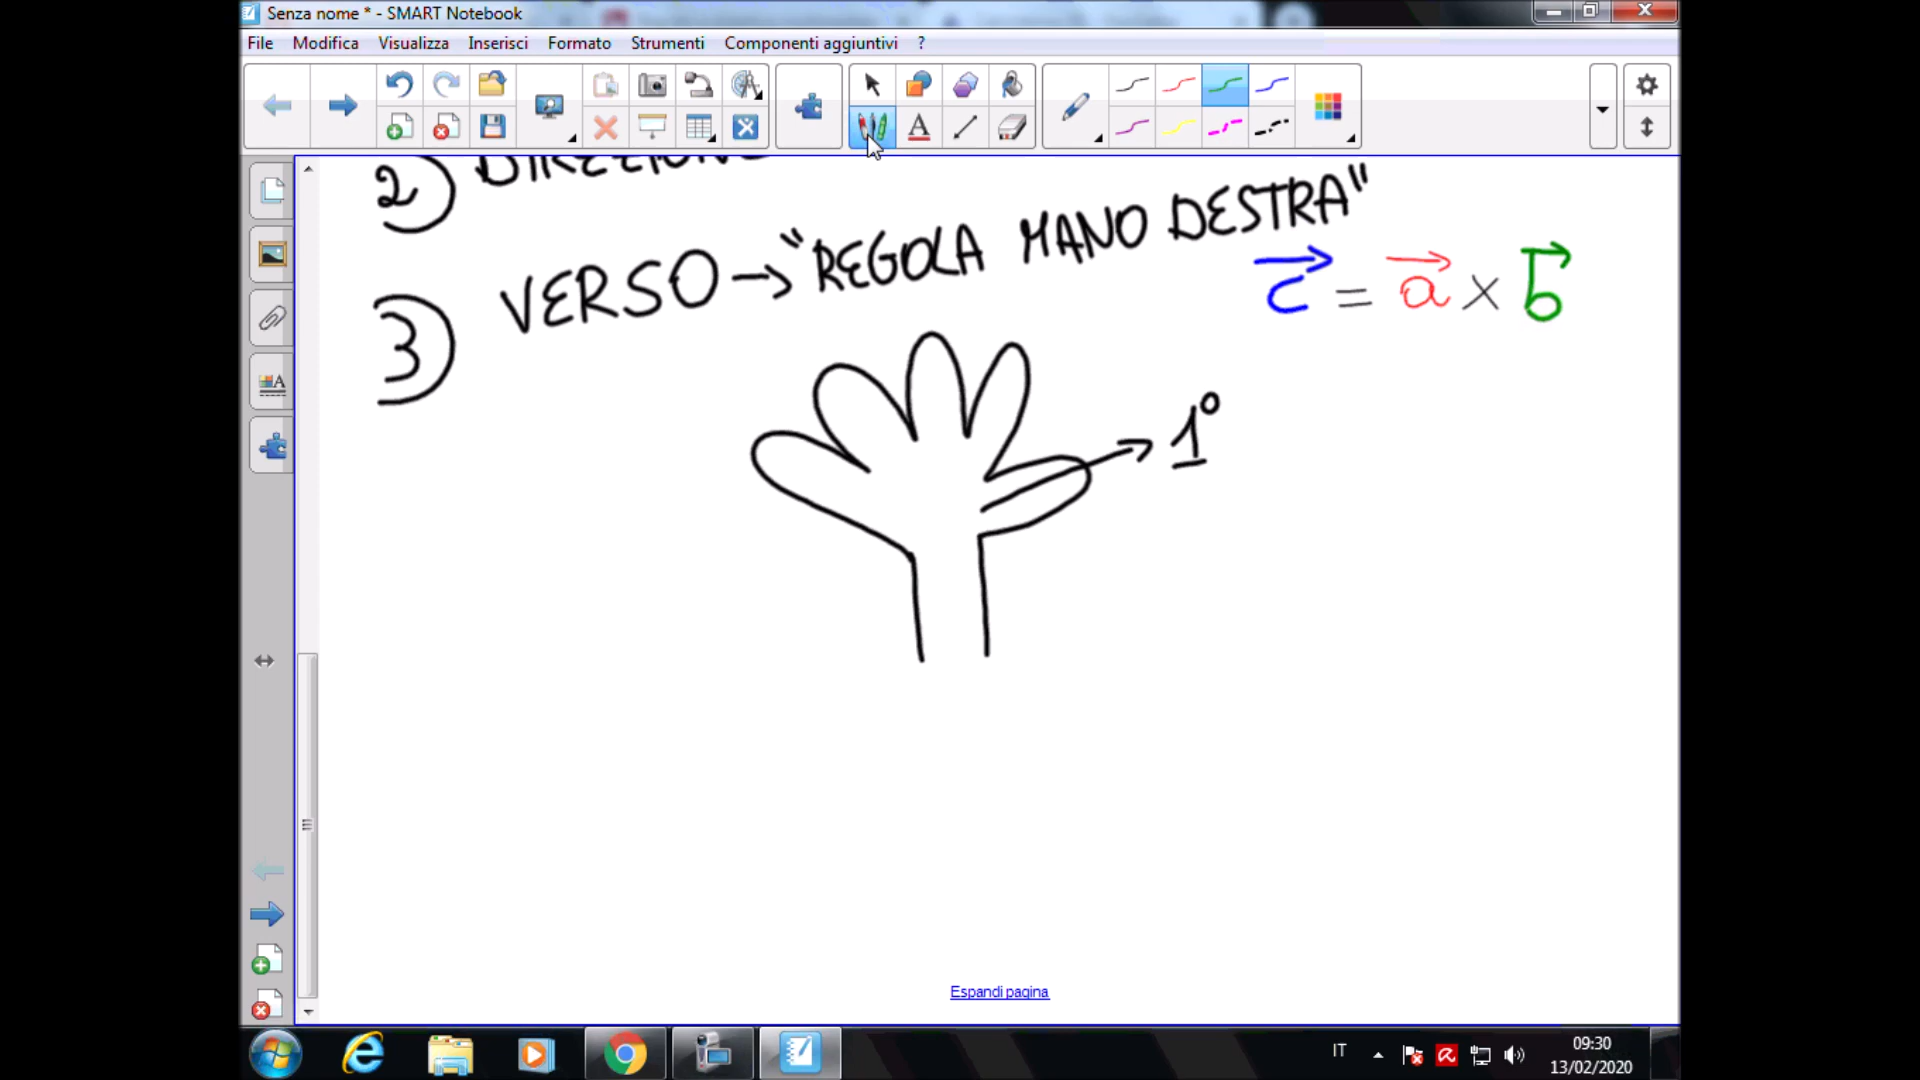 Senza nome * - SMART Notebook
File Modifica Visualizza Inserisci Formato Strumenti Componenti aggiuntivi ?
2) DIREZIONE
3) VERSO → "REGOLA MANO DESTRA"
c = a × b
1°
Espandi pagina
IT
09:30
13/02/2020